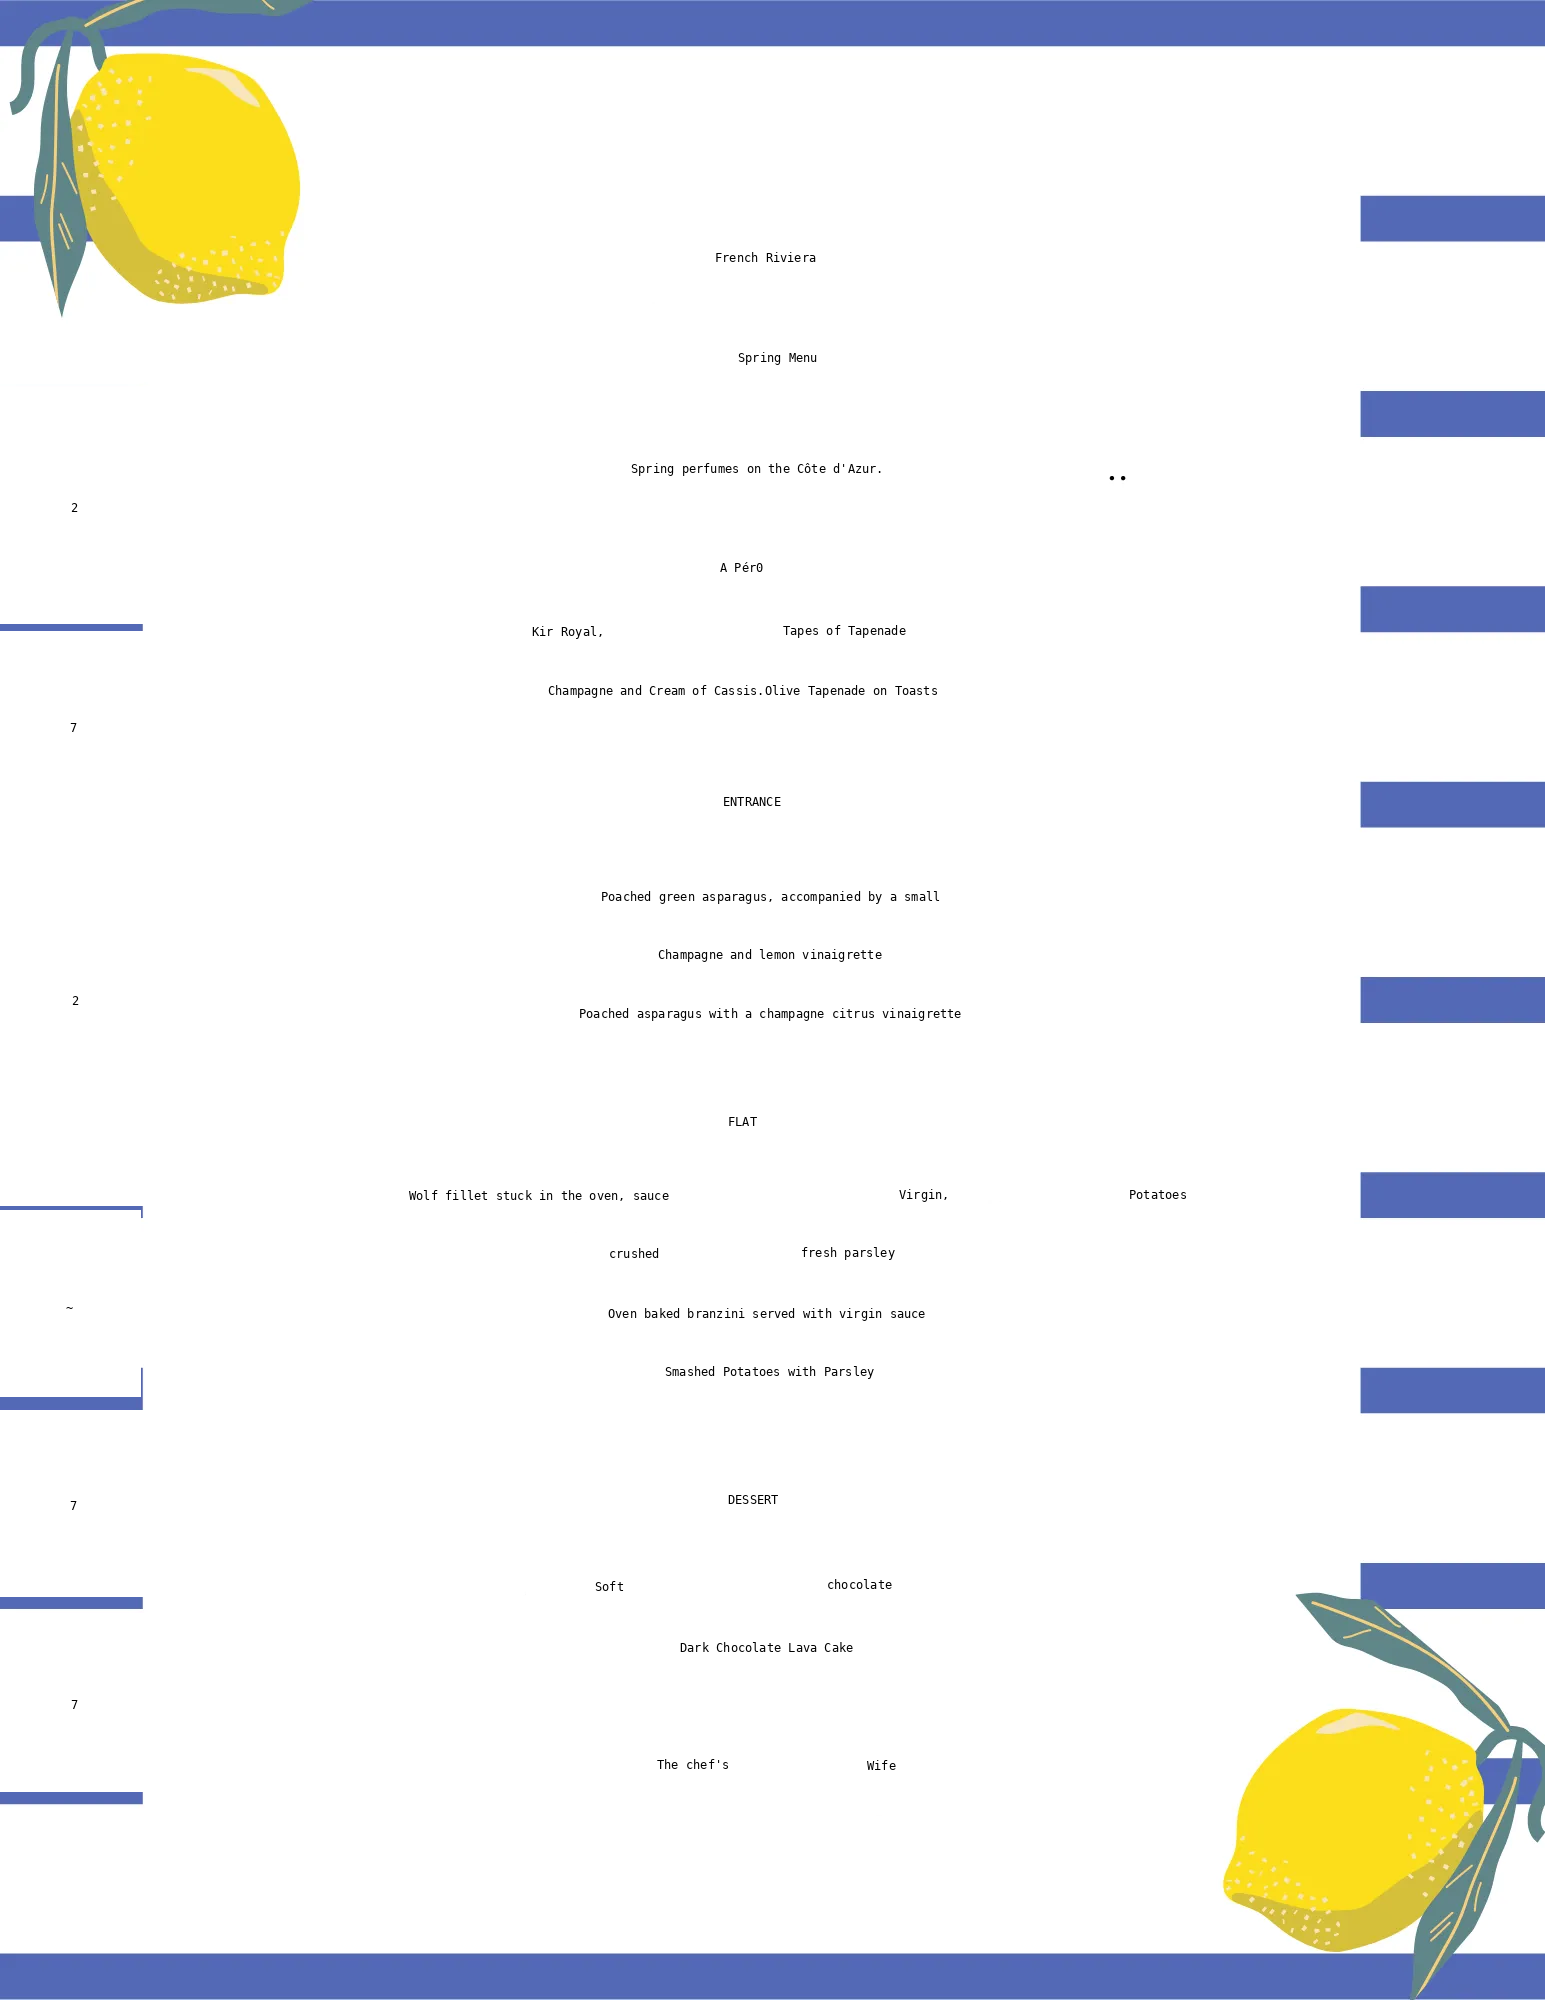 French Riviera
Spring Menu
Spring perfumes on the Côte d'Azur. ••
2
A Pér0
Kir Royal, Tapes of Tapenade
Champagne and Cream of Cassis.Olive Tapenade on Toasts
7
ENTRANCE
Poached green asparagus, accompanied by a small
Champagne and lemon vinaigrette
2
Poached asparagus with a champagne citrus vinaigrette
FLAT
Wolf fillet stuck in the oven, sauce Virgin, Potatoes
crushed fresh parsley
~
Oven baked branzini served with virgin sauce
Smashed Potatoes with Parsley
DESSERT
7
Soft chocolate
Dark Chocolate Lava Cake
7
The chef's Wife